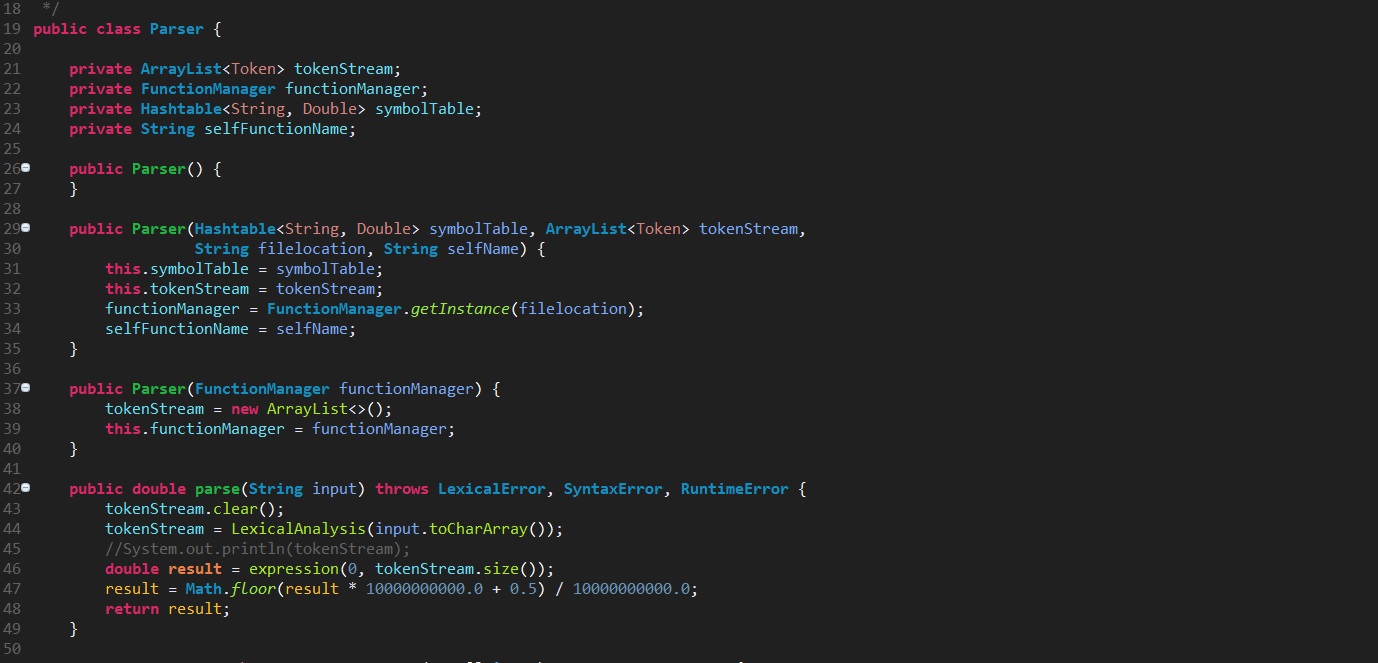 18  */
19 public class Parser {
20
21     private ArrayList<Token> tokenStream;
22     private FunctionManager functionManager;
23     private Hashtable<String, Double> symbolTable;
24     private String selfFunctionName;
25
26     public Parser() {
27     }
28
29     public Parser(Hashtable<String, Double> symbolTable, ArrayList<Token> tokenStream,
30                   String filelocation, String selfName) {
31         this.symbolTable = symbolTable;
32         this.tokenStream = tokenStream;
33         functionManager = FunctionManager.getInstance(filelocation);
34         selfFunctionName = selfName;
35     }
36
37     public Parser(FunctionManager functionManager) {
38         tokenStream = new ArrayList<>();
39         this.functionManager = functionManager;
40     }
41
42     public double parse(String input) throws LexicalError, SyntaxError, RuntimeError {
43         tokenStream.clear();
44         tokenStream = LexicalAnalysis(input.toCharArray());
45         //System.out.println(tokenStream);
46         double result = expression(0, tokenStream.size());
47         result = Math.floor(result * 10000000000.0 + 0.5) / 10000000000.0;
48         return result;
49     }
50